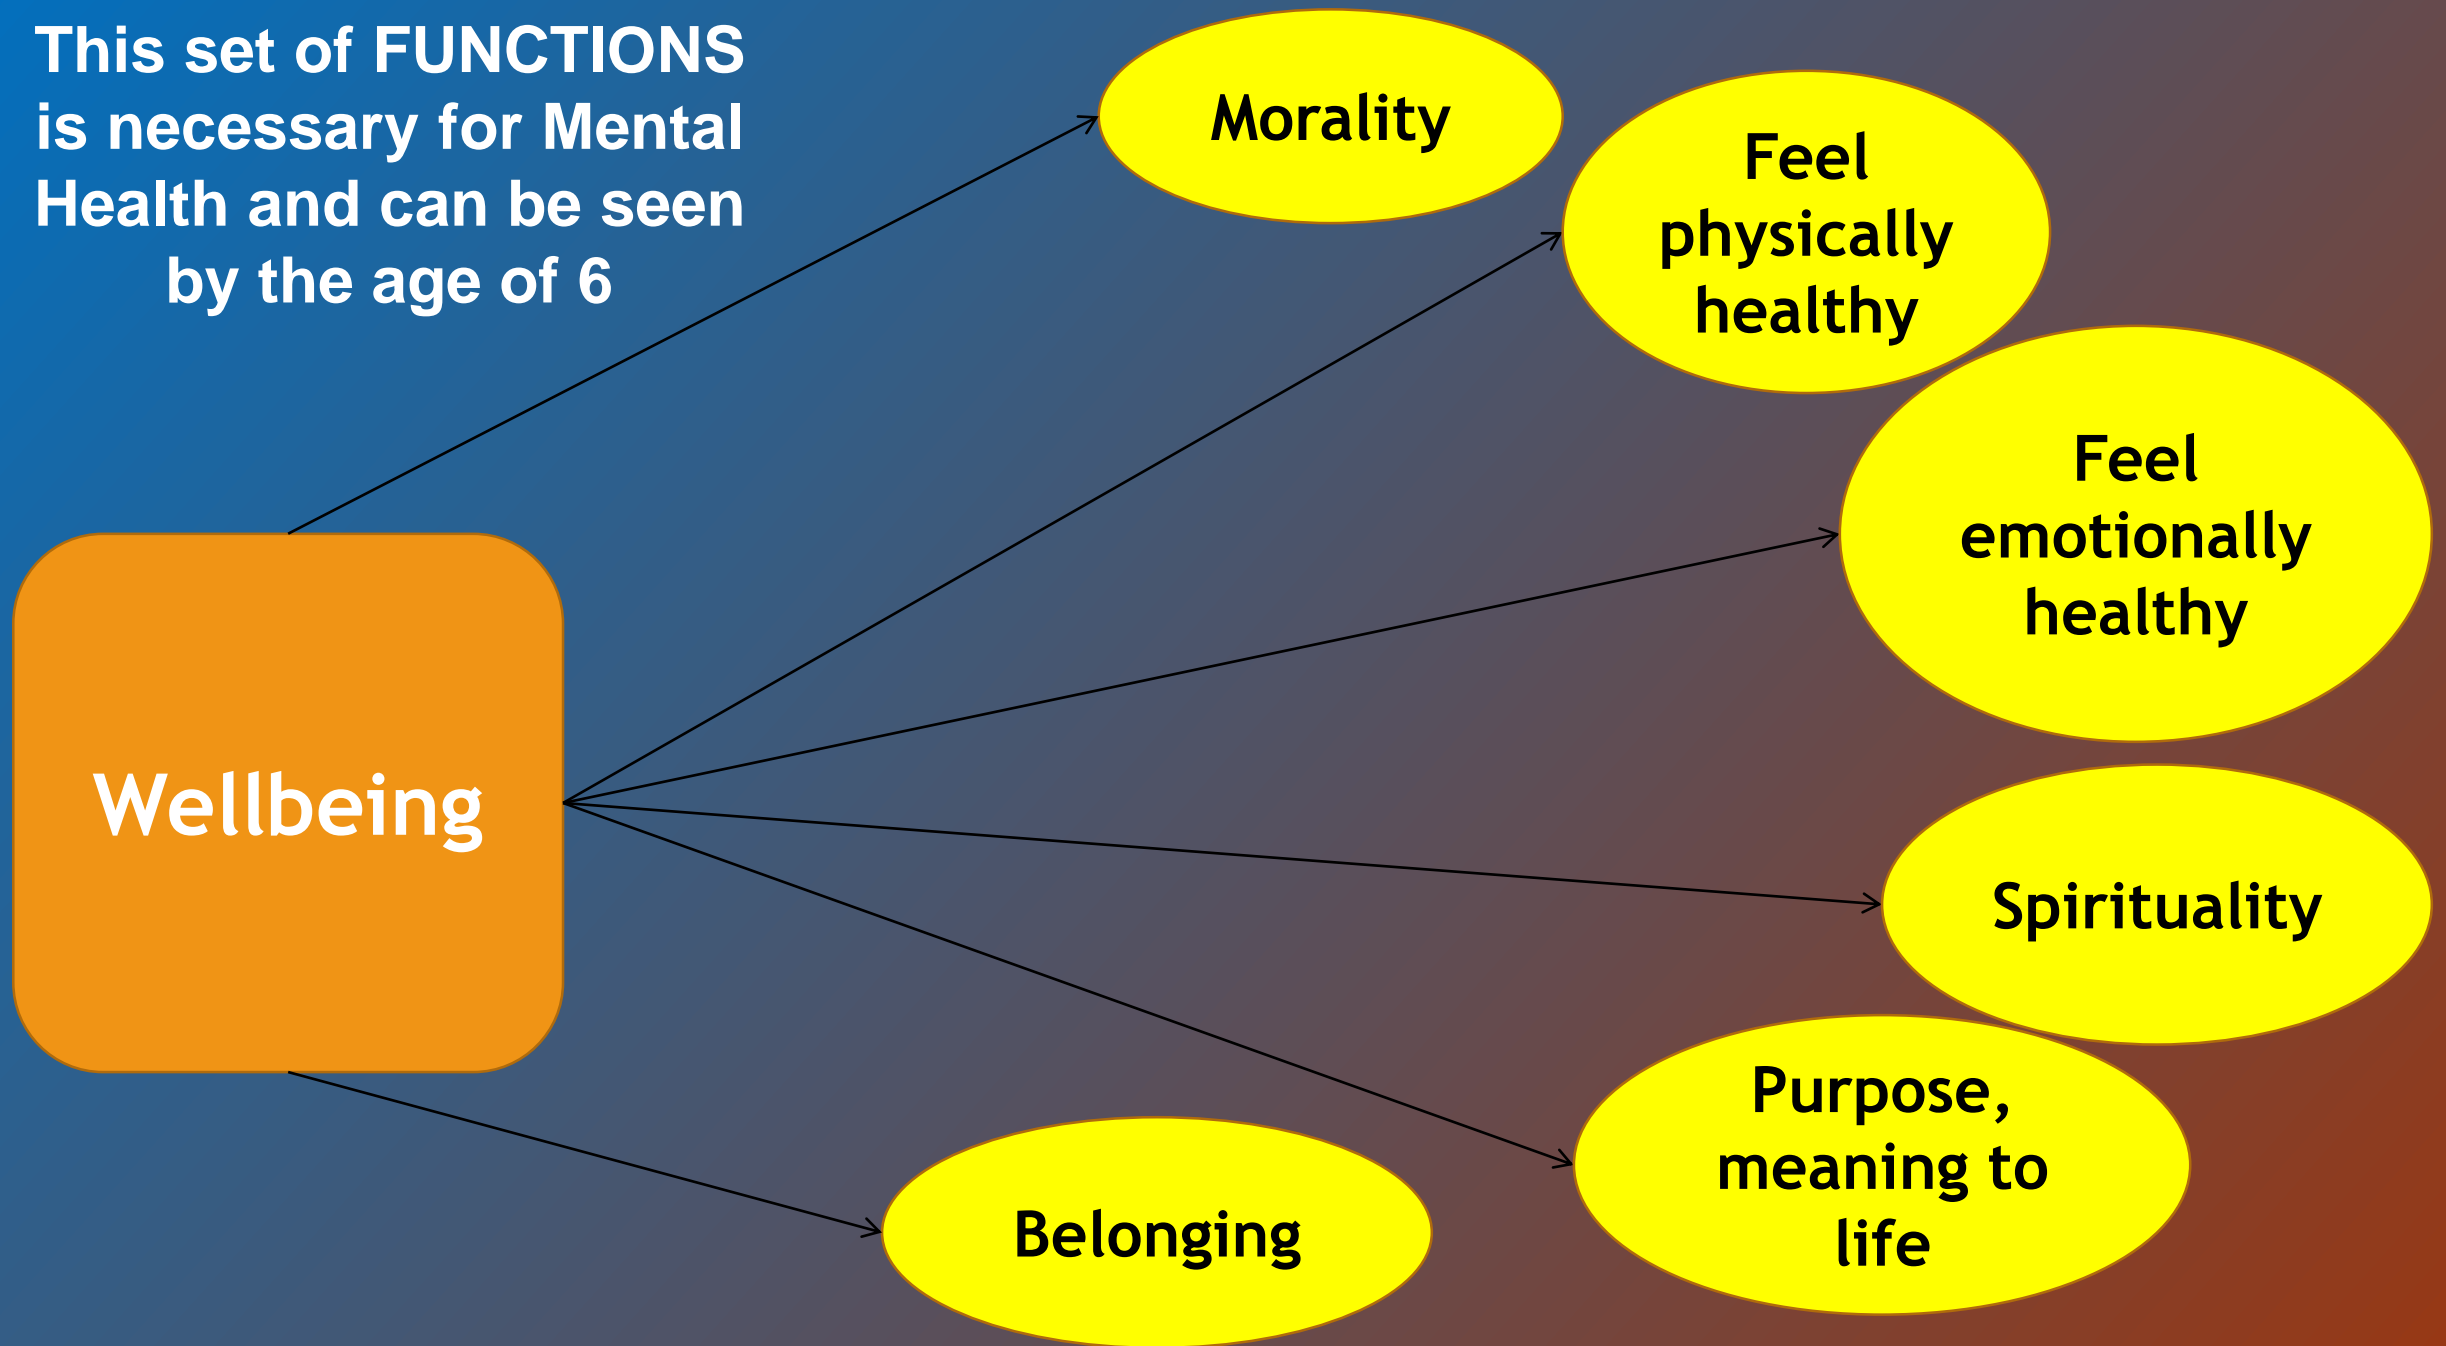 This set of FUNCTIONS
is necessary for Mental
Health and can be seen
by the age of 6
Morality
Feel
physically
healthy
Feel
emotionally
healthy
Wellbeing
Spirituality
Purpose,
meaning to
life
Belonging